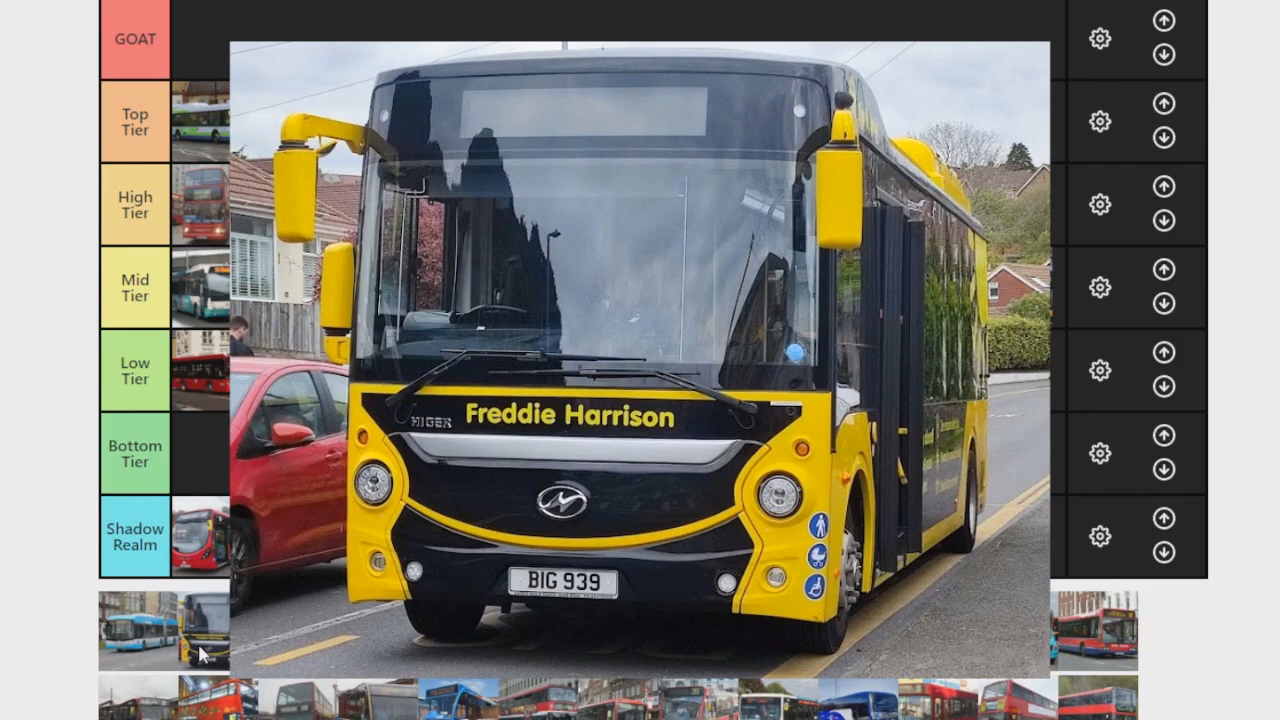 GOAT
Top
Tier
High
Tier
Mid
Tier
Low
Tier
Bottom
Tier
Shadow
Realm
HIGER
Freddie Harrison
BIG 939